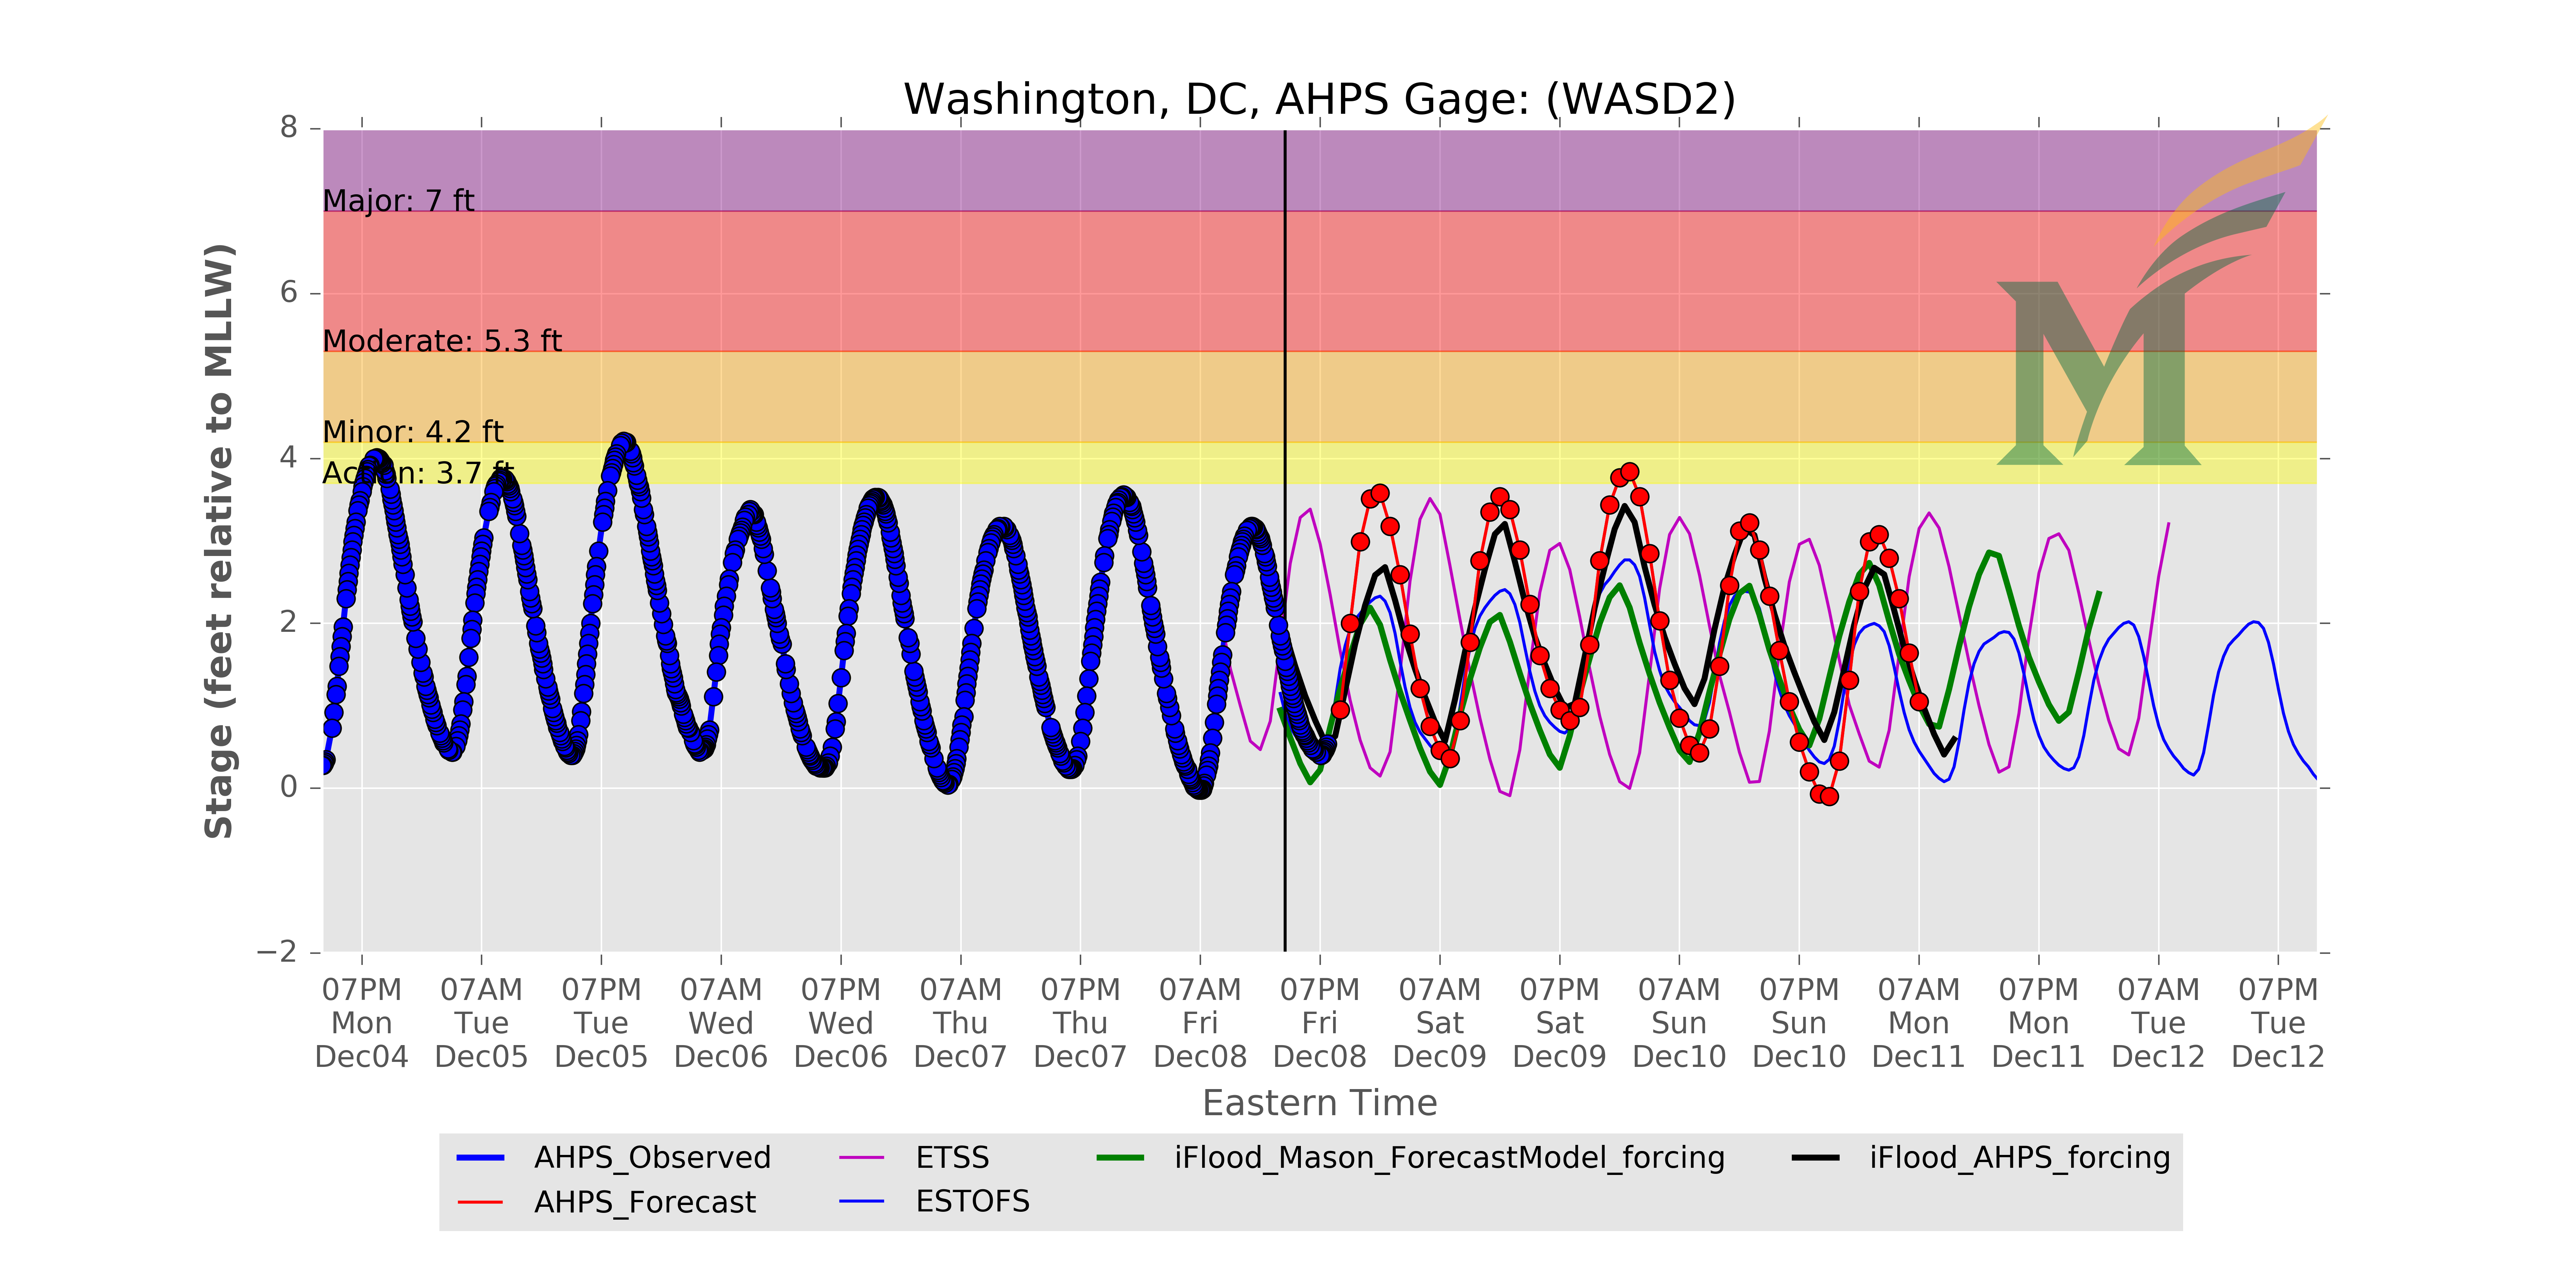 Washington, DC, AHPS Gage: (WASD2)
Stage (feet relative to MLLW)
8
6
4
2
0
−2
Major: 7 ft
Moderate: 5.3 ft
Minor: 4.2 ft
Action: 3.7 ft
07PM 07AM 07PM 07AM 07PM 07AM 07PM 07AM 07PM 07AM 07PM 07AM 07PM 07AM 07PM 07AM 07PM
Mon Tue Tue Wed Wed Thu Thu Fri Fri Sat Sat Sun Sun Mon Mon Tue Tue
Dec04 Dec05 Dec05 Dec06 Dec06 Dec07 Dec07 Dec08 Dec08 Dec09 Dec09 Dec10 Dec10 Dec11 Dec11 Dec12 Dec12
Eastern Time
AHPS_Observed ETSS iFlood_Mason_ForecastModel_forcing iFlood_AHPS_forcing
AHPS_Forecast ESTOFS